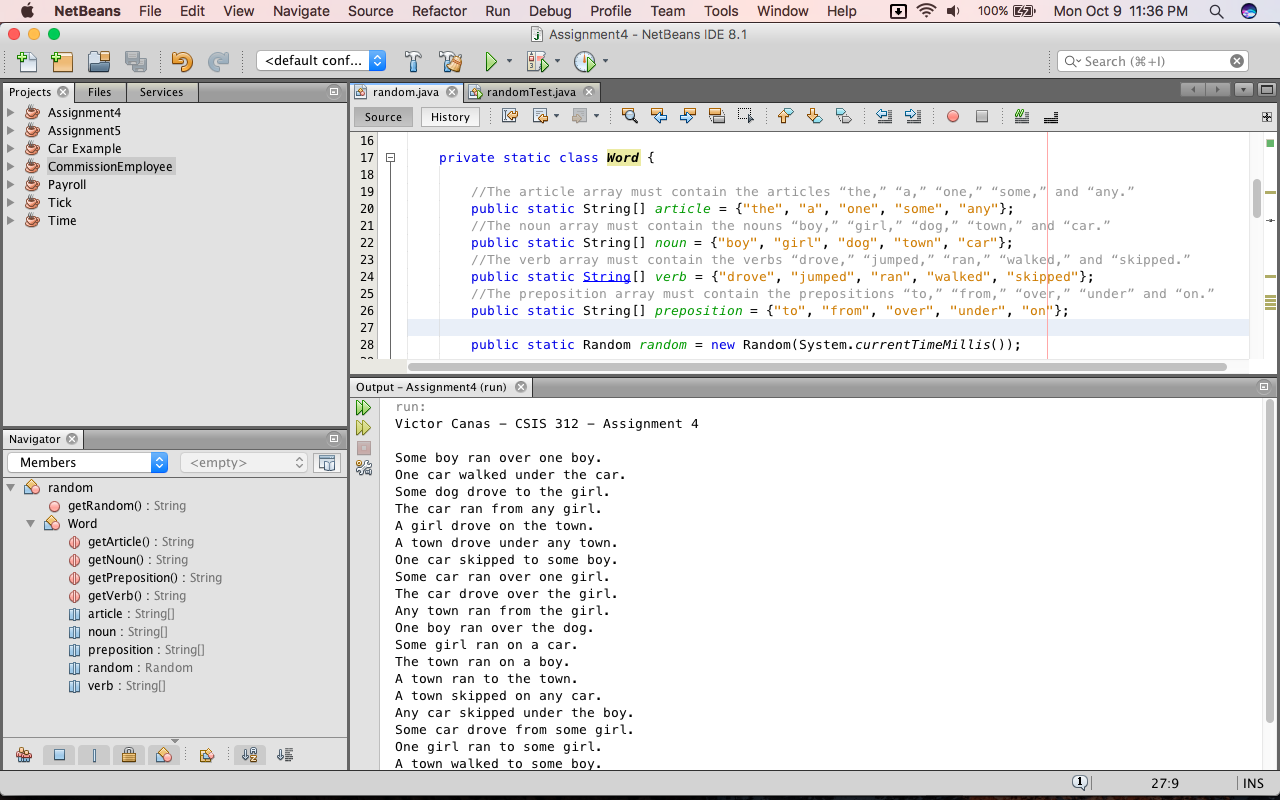 NetBeans File Edit View Navigate Source Refactor Run Debug Profile Team Tools Window Help 100% Mon Oct 9 11:36 PM
Assignment4 - NetBeans IDE 8.1
<default conf... Search (⌘+I)
Projects Files Services
Assignment4
Assignment5
Car Example
CommissionEmployee
Payroll
Tick
Time
random.java randomTest.java
Source History
16
17 private static class Word {
18
19 //The article array must contain the articles “the,” “a,” “one,” “some,” and “any.”
20 public static String[] article = {"the", "a", "one", "some", "any"};
21 //The noun array must contain the nouns “boy,” “girl,” “dog,” “town,” and “car.”
22 public static String[] noun = {"boy", "girl", "dog", "town", "car"};
23 //The verb array must contain the verbs “drove,” “jumped,” “ran,” “walked,” and “skipped.”
24 public static String[] verb = {"drove", "jumped", "ran", "walked", "skipped"};
25 //The preposition array must contain the prepositions “to,” “from,” “over,” “under” and “on.”
26 public static String[] preposition = {"to", "from", "over", "under", "on"};
27
28 public static Random random = new Random(System.currentTimeMillis());
Navigator
Members <empty>
random
getRandom() : String
Word
getArticle() : String
getNoun() : String
getPreposition() : String
getVerb() : String
article : String[]
noun : String[]
preposition : String[]
random : Random
verb : String[]
Output - Assignment4 (run)
run:
Victor Canas - CSIS 312 - Assignment 4
Some boy ran over one boy.
One car walked under the car.
Some dog drove to the girl.
The car ran from any girl.
A girl drove on the town.
A town drove under any town.
One car skipped to some boy.
Some car ran over one girl.
The car drove over the girl.
Any town ran from the girl.
One boy ran over the dog.
Some girl ran on a car.
The town ran on a boy.
A town ran to the town.
A town skipped on any car.
Any car skipped under the boy.
Some car drove from some girl.
One girl ran to some girl.
A town walked to some boy.
1 27:9 INS